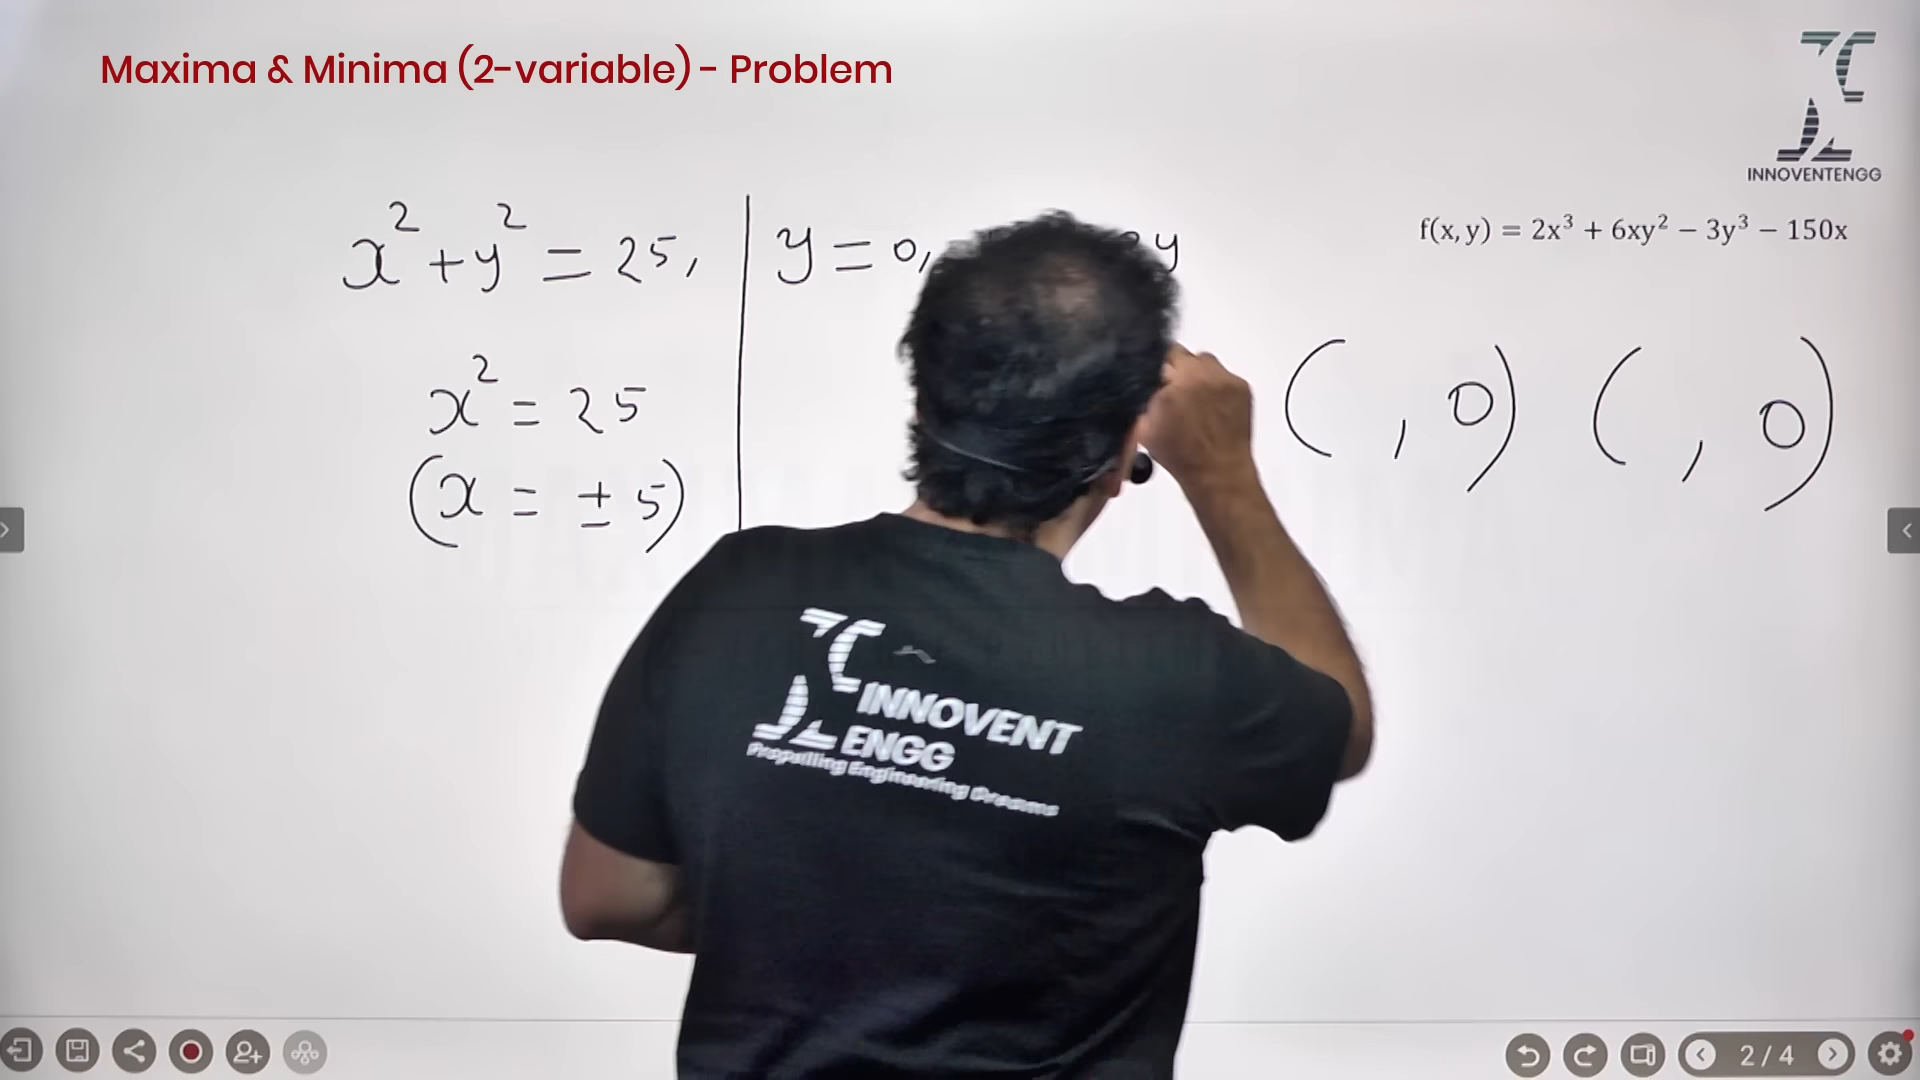 Maxima & Minima (2-variable) - Problem
INNOVENTENGG
f(x, y) = 2x³ + 6xy² − 3y³ − 150x
x² + y² = 25,
y = 0,
y
x² = 25
(x = ± 5)
( , 0) ( , 0)
INNOVENT
ENGG
Propelling Engineering Dreams
2 / 4